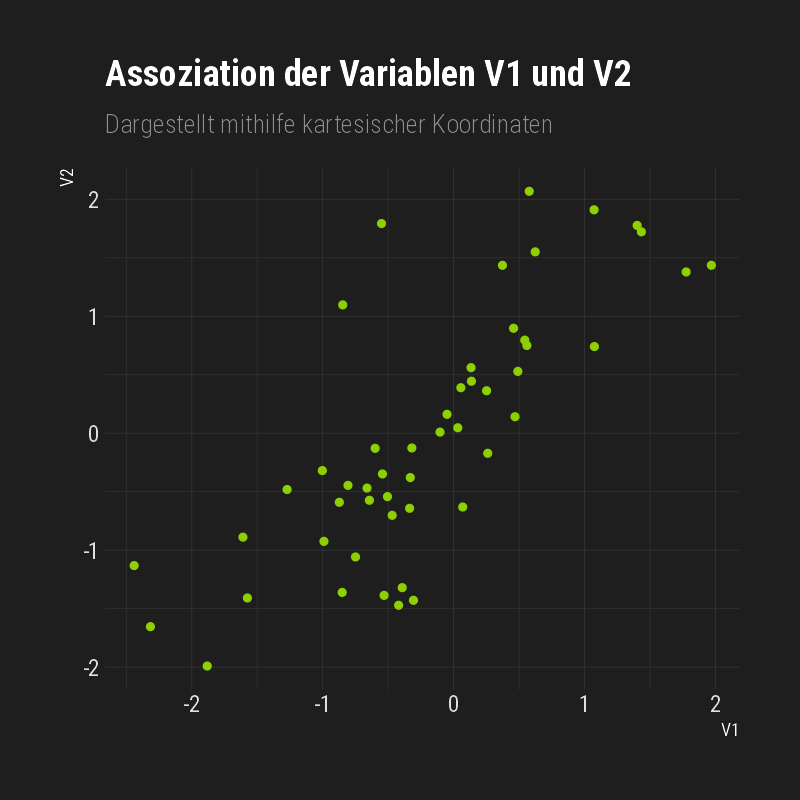 Assoziation der Variablen V1 und V2
Dargestellt mithilfe kartesischer Koordinaten
V2
2
1
0
-1
-2
-2 -1 0 1 2
V1